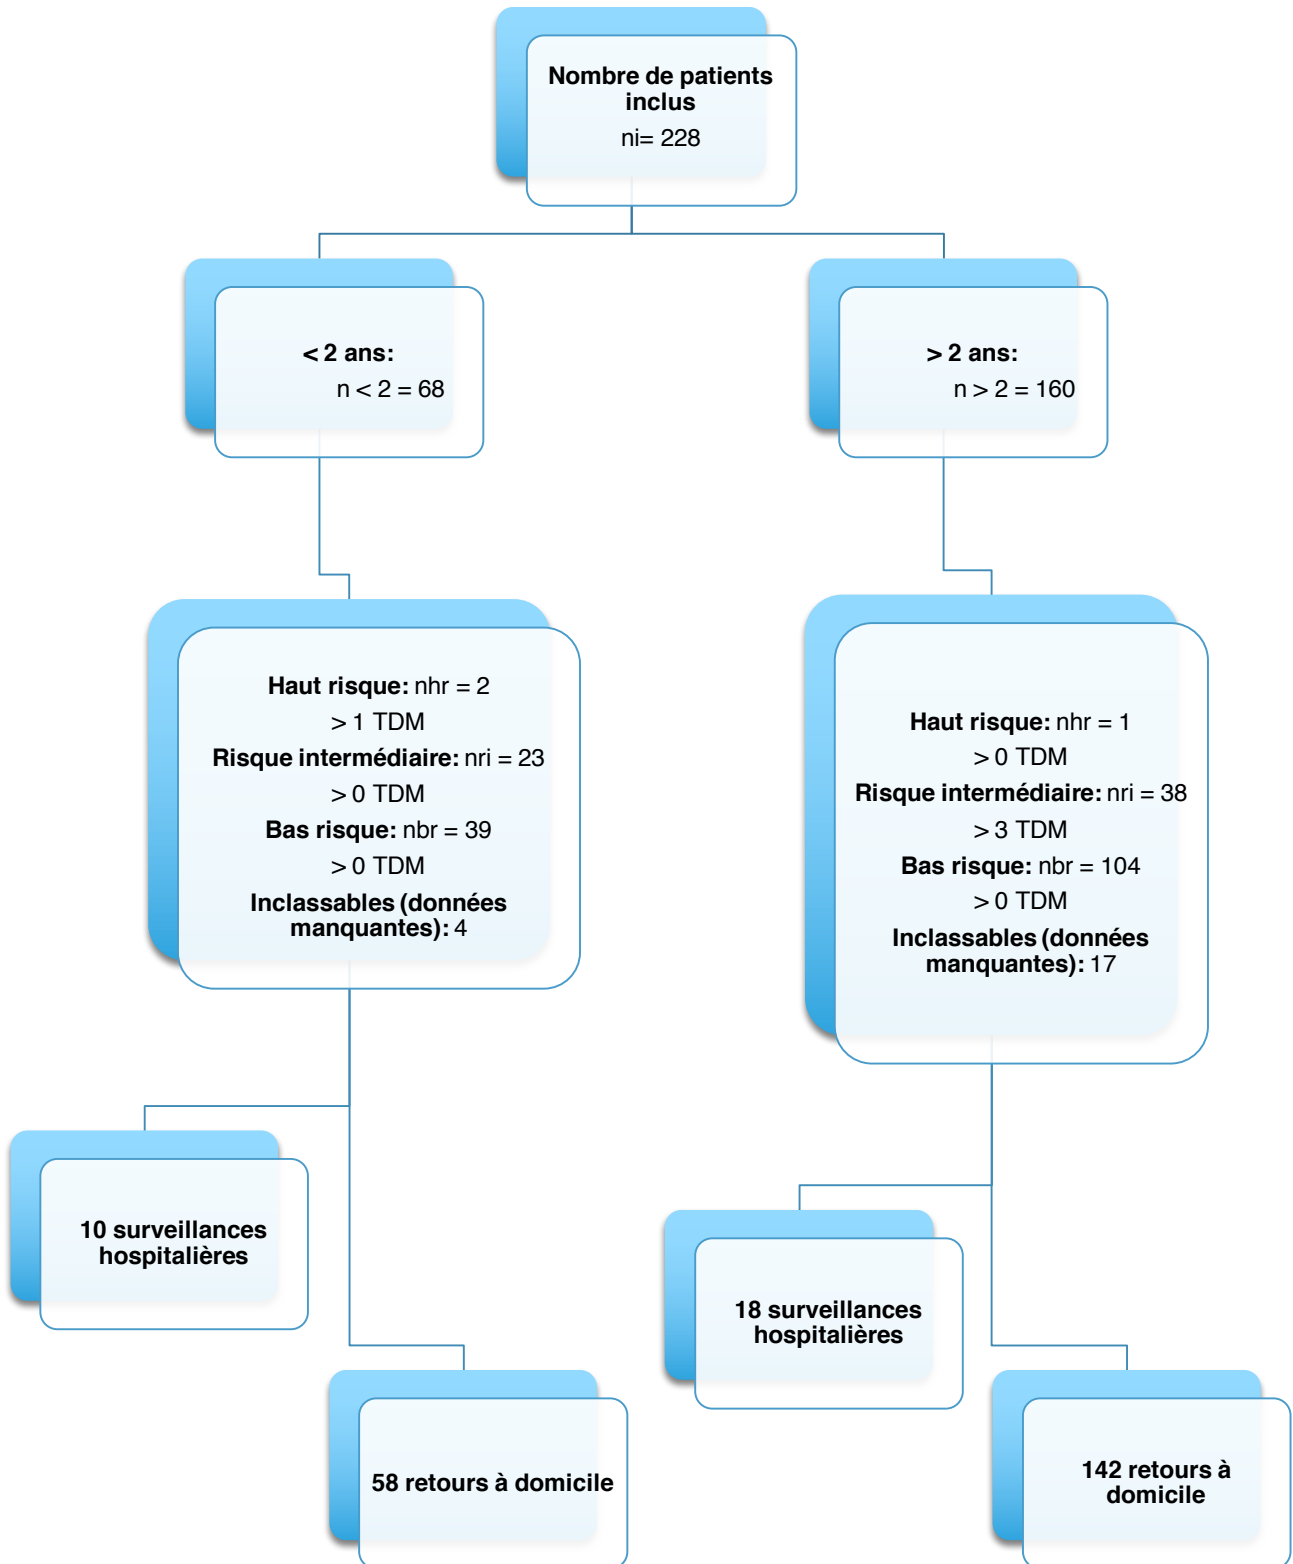 Nombre de patients
inclus
ni= 228
< 2 ans:
n < 2 = 68
> 2 ans:
n > 2 = 160
Haut risque: nhr = 2
> 1 TDM
Risque intermédiaire: nri = 23
> 0 TDM
Bas risque: nbr = 39
> 0 TDM
Inclassables (données
manquantes): 4
Haut risque: nhr = 1
> 0 TDM
Risque intermédiaire: nri = 38
> 3 TDM
Bas risque: nbr = 104
> 0 TDM
Inclassables (données
manquantes): 17
10 surveillances
hospitalières
58 retours à domicile
18 surveillances
hospitalières
142 retours à
domicile